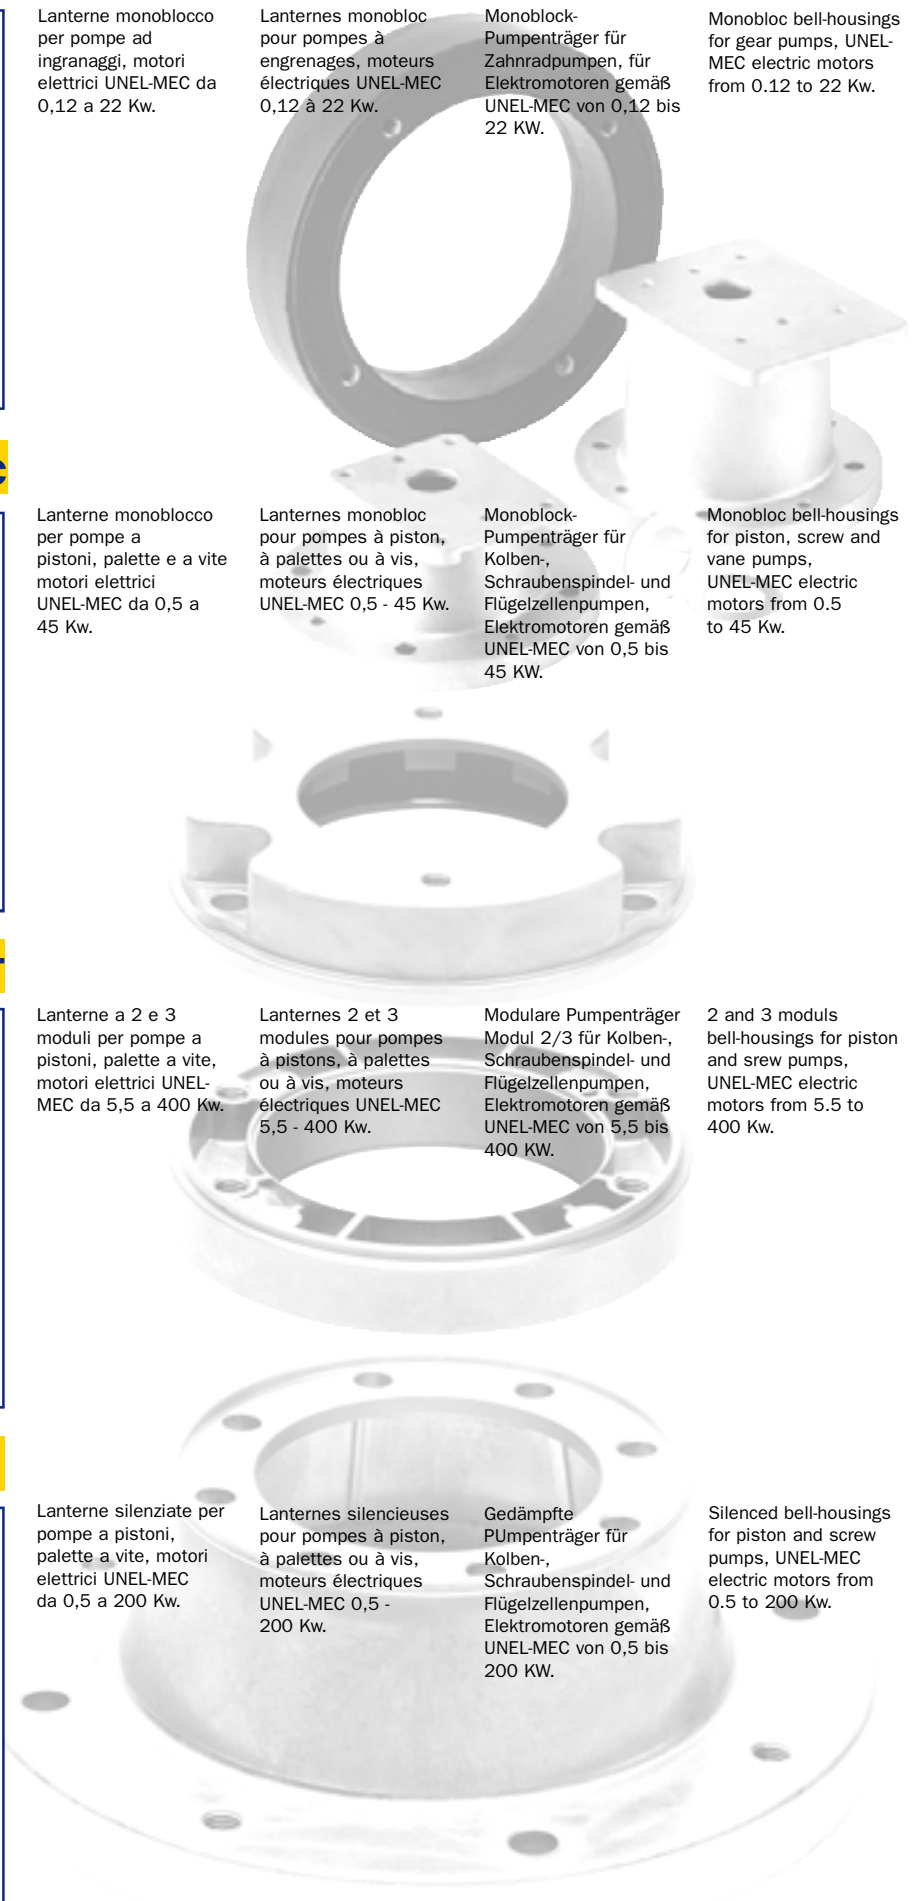 Lanterne monoblocco
per pompe ad
ingranaggi, motori
elettrici UNEL-MEC da
0,12 a 22 Kw.
Lanternes monobloc
pour pompes à
engrenages, moteurs
électriques UNEL-MEC
0,12 à 22 Kw.
Monoblock-
Pumpenträger für
Zahnradpumpen, für
Elektromotoren gemäß
UNEL-MEC von 0,12 bis
22 KW.
Monobloc bell-housings
for gear pumps, UNEL-
MEC electric motors
from 0.12 to 22 Kw.
Lanterne monoblocco
per pompe a
pistoni, palette e a vite
motori elettrici
UNEL-MEC da 0,5 a
45 Kw.
Lanternes monobloc
pour pompes à piston,
à palettes ou à vis,
moteurs électriques
UNEL-MEC 0,5 - 45 Kw.
Monoblock-
Pumpenträger für
Kolben-,
Schraubenspindel- und
Flügelzellenpumpen,
Elektromotoren gemäß
UNEL-MEC von 0,5 bis
45 KW.
Monobloc bell-housings
for piston, screw and
vane pumps,
UNEL-MEC electric
motors from 0.5
to 45 Kw.
Lanterne a 2 e 3
moduli per pompe a
pistoni, palette a vite,
motori elettrici UNEL-
MEC da 5,5 a 400 Kw.
Lanternes 2 et 3
modules pour pompes
à pistons, à palettes
ou à vis, moteurs
électriques UNEL-MEC
5,5 - 400 Kw.
Modulare Pumpenträger
Modul 2/3 für Kolben-,
Schraubenspindel- und
Flügelzellenpumpen,
Elektromotoren gemäß
UNEL-MEC von 5,5 bis
400 KW.
2 and 3 moduls
bell-housings for piston
and srew pumps,
UNEL-MEC electric
motors from 5.5 to
400 Kw.
Lanterne silenziate per
pompe a pistoni,
palette a vite, motori
elettrici UNEL-MEC
da 0,5 a 200 Kw.
Lanternes silencieuses
pour pompes à piston,
à palettes ou à vis,
moteurs électriques
UNEL-MEC 0,5 -
200 Kw.
Gedämpfte
PUmpenträger für
Kolben-,
Schraubenspindel- und
Flügelzellenpumpen,
Elektromotoren gemäß
UNEL-MEC von 0,5 bis
200 KW.
Silenced bell-housings
for piston and screw
pumps, UNEL-MEC
electric motors from
0.5 to 200 Kw.